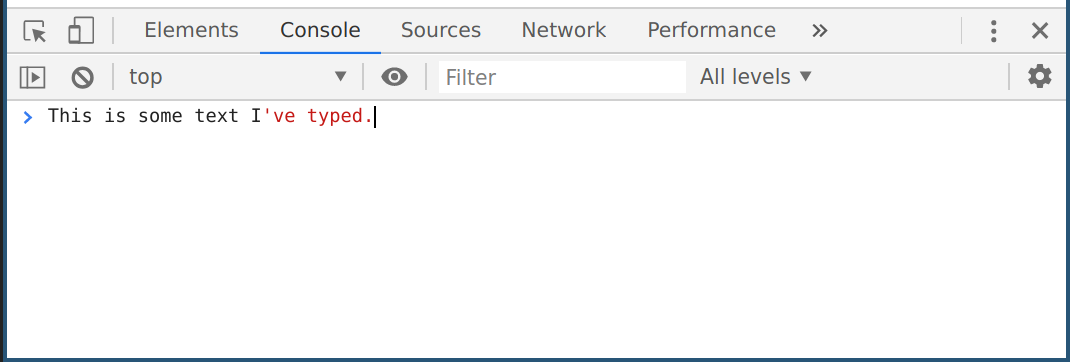 Elements Console Sources Network Performance »
top Filter All levels
> This is some text I've typed.